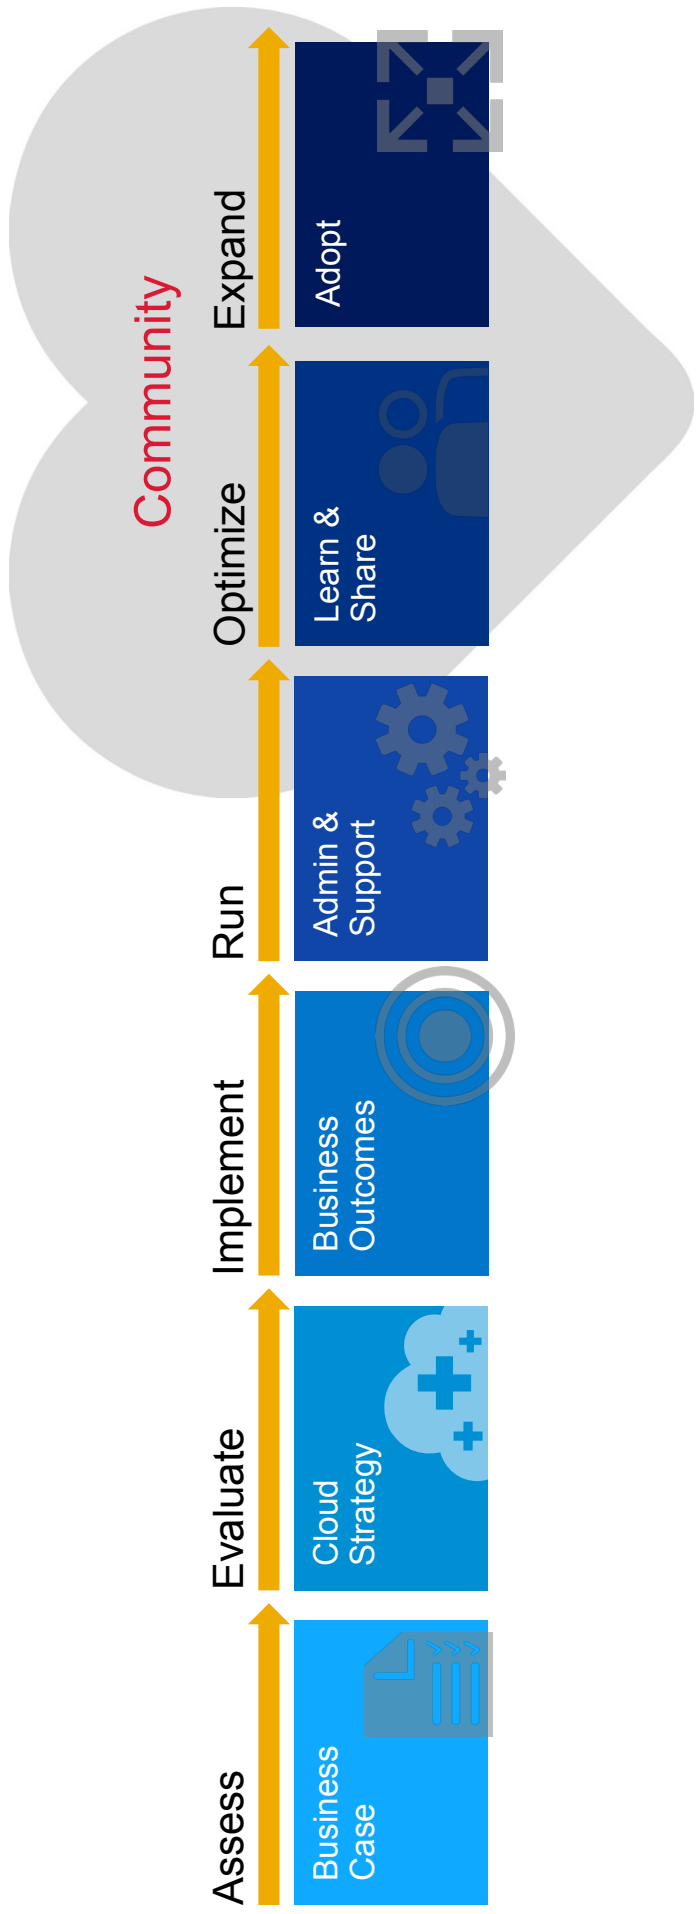 Community
Assess
Evaluate
Implement
Run
Optimize
Expand
Business
Case
Cloud
Strategy
Business
Outcomes
Admin &
Support
Learn &
Share
Adopt